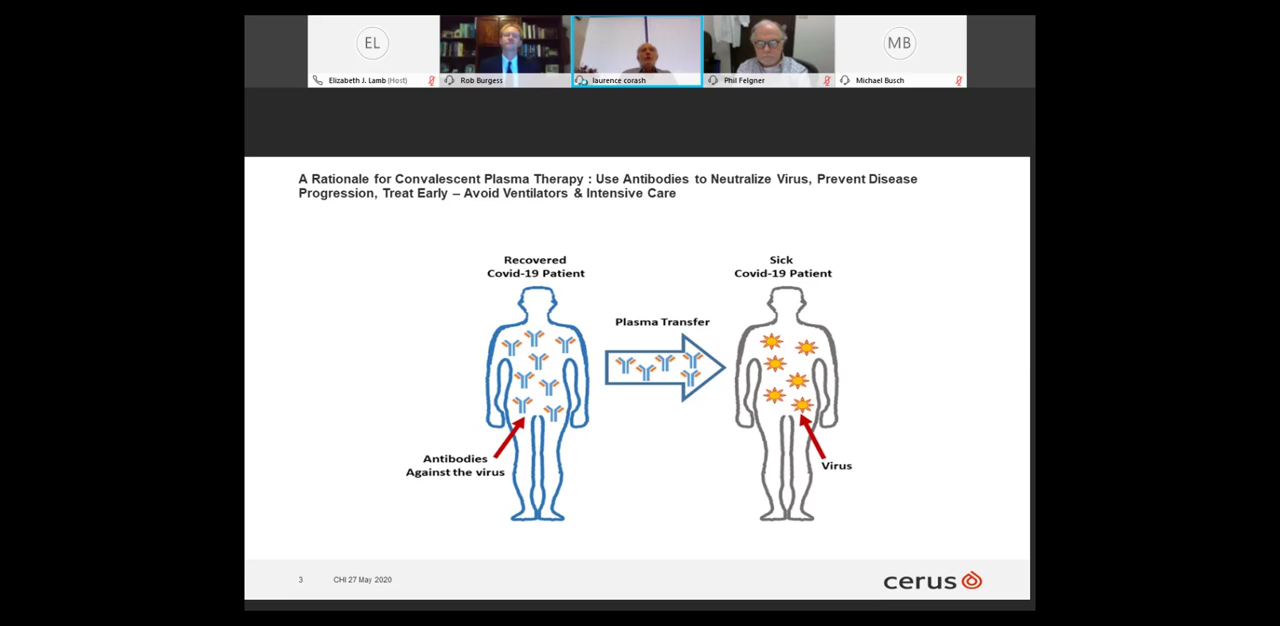 EL
MB
Elizabeth J. Lamb (Host)
Rob Burgess
laurence corash
Phil Felgner
Michael Busch
A Rationale for Convalescent Plasma Therapy : Use Antibodies to Neutralize Virus, Prevent Disease
Progression, Treat Early – Avoid Ventilators & Intensive Care
Recovered
Covid-19 Patient
Sick
Covid-19 Patient
Plasma Transfer
Antibodies
Against the virus
Virus
3
CHI 27 May 2020
cerus